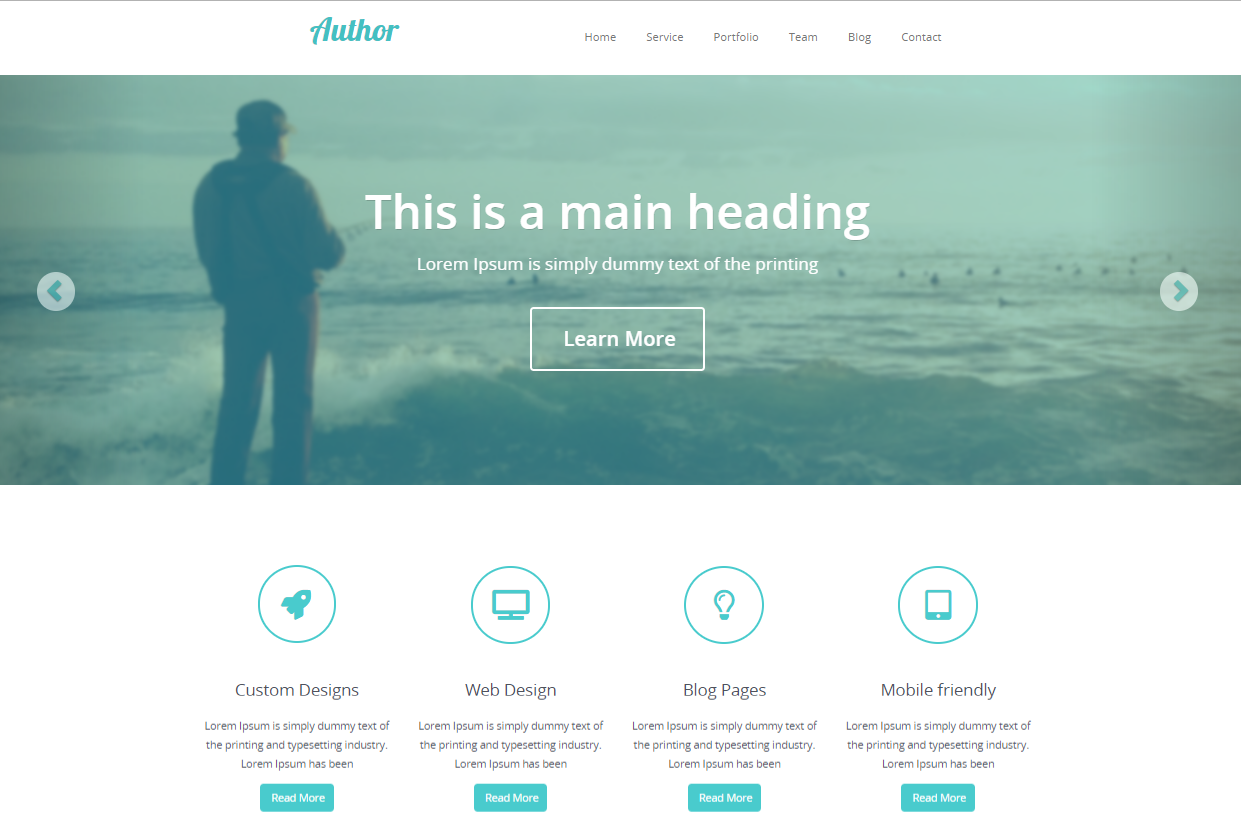 Author
Home Service Portfolio Team Blog Contact
This is a main heading
Lorem Ipsum is simply dummy text of the printing
Learn More
Custom Designs
Lorem Ipsum is simply dummy text of
the printing and typesetting industry.
Lorem Ipsum has been
Read More
Web Design
Lorem Ipsum is simply dummy text of
the printing and typesetting industry.
Lorem Ipsum has been
Read More
Blog Pages
Lorem Ipsum is simply dummy text of
the printing and typesetting industry.
Lorem Ipsum has been
Read More
Mobile friendly
Lorem Ipsum is simply dummy text of
the printing and typesetting industry.
Lorem Ipsum has been
Read More